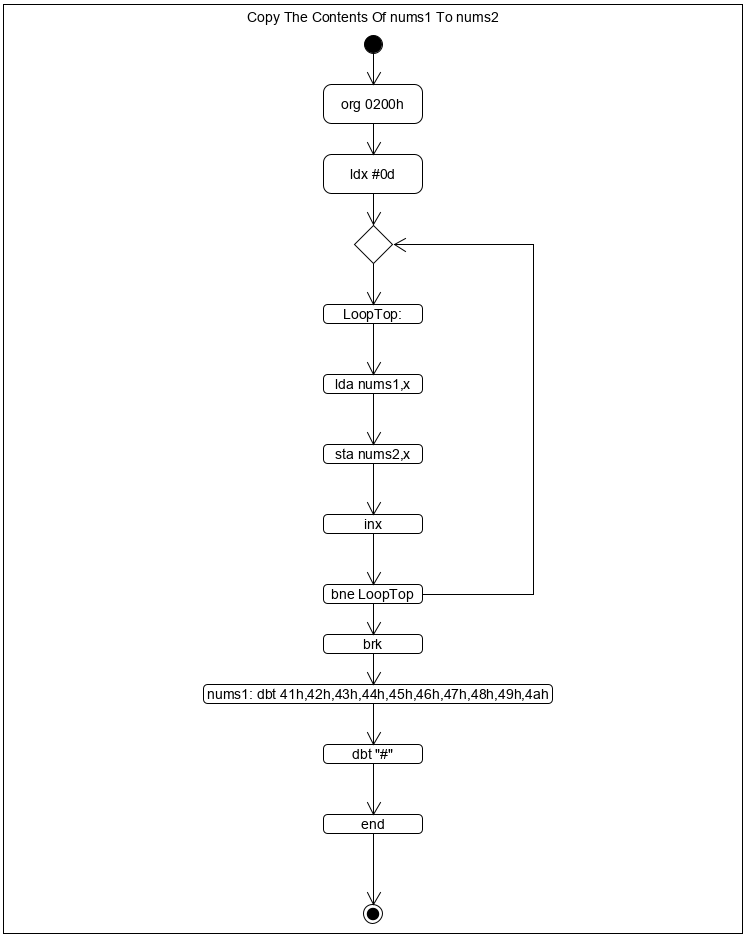 Copy The Contents Of nums1 To nums2
org 0200h
ldx #0d
LoopTop:
lda nums1,x
sta nums2,x
inx
bne LoopTop
brk
nums1: dbt 41h,42h,43h,44h,45h,46h,47h,48h,49h,4ah
dbt "#"
end